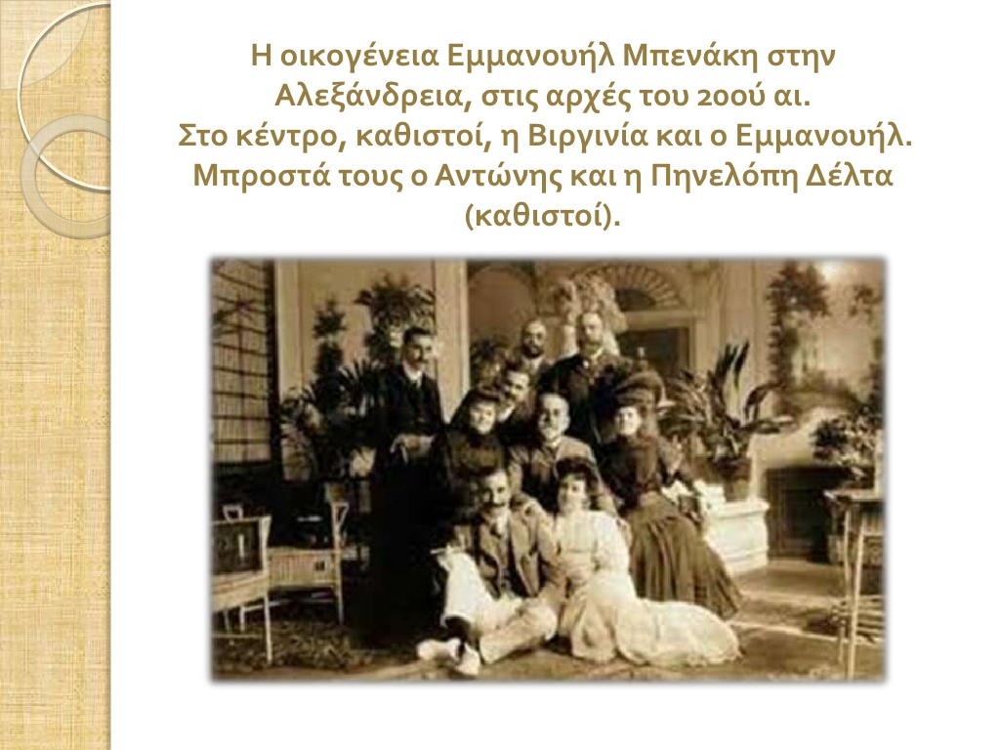 Η οικογένεια Εμμανουήλ Μπενάκη στην
Αλεξάνδρεια, στις αρχές του 20ού αι.
Στο κέντρο, καθιστοί, η Βιργινία και ο Εμμανουήλ.
Μπροστά τους ο Αντώνης και η Πηνελόπη Δέλτα
(καθιστοί).